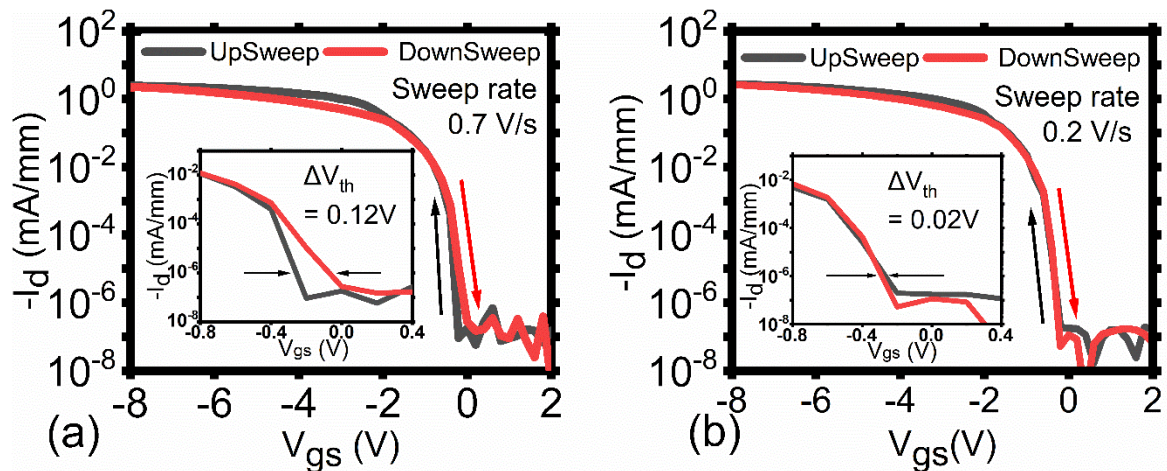 10²
10⁰
10⁻²
10⁻⁴
10⁻⁶
10⁻⁸
-I_d (mA/mm)
UpSweep DownSweep
Sweep rate
0.7 V/s
10⁻²
10⁻⁴
10⁻⁶
10⁻⁸
-I_d (mA/mm)
ΔV_th
= 0.12V
-0.8 -0.4 0.0 0.4
V_gs (V)
-8 -6 -4 -2 0 2
(a) V_gs (V)
10²
10⁰
10⁻²
10⁻⁴
10⁻⁶
10⁻⁸
-I_d (mA/mm)
UpSweep DownSweep
Sweep rate
0.2 V/s
10⁻²
10⁻⁴
10⁻⁶
10⁻⁸
-I_d (mA/mm)
ΔV_th
= 0.02V
-0.8 -0.4 0.0 0.4
V_gs (V)
-8 -6 -4 -2 0 2
(b) V_gs(V)